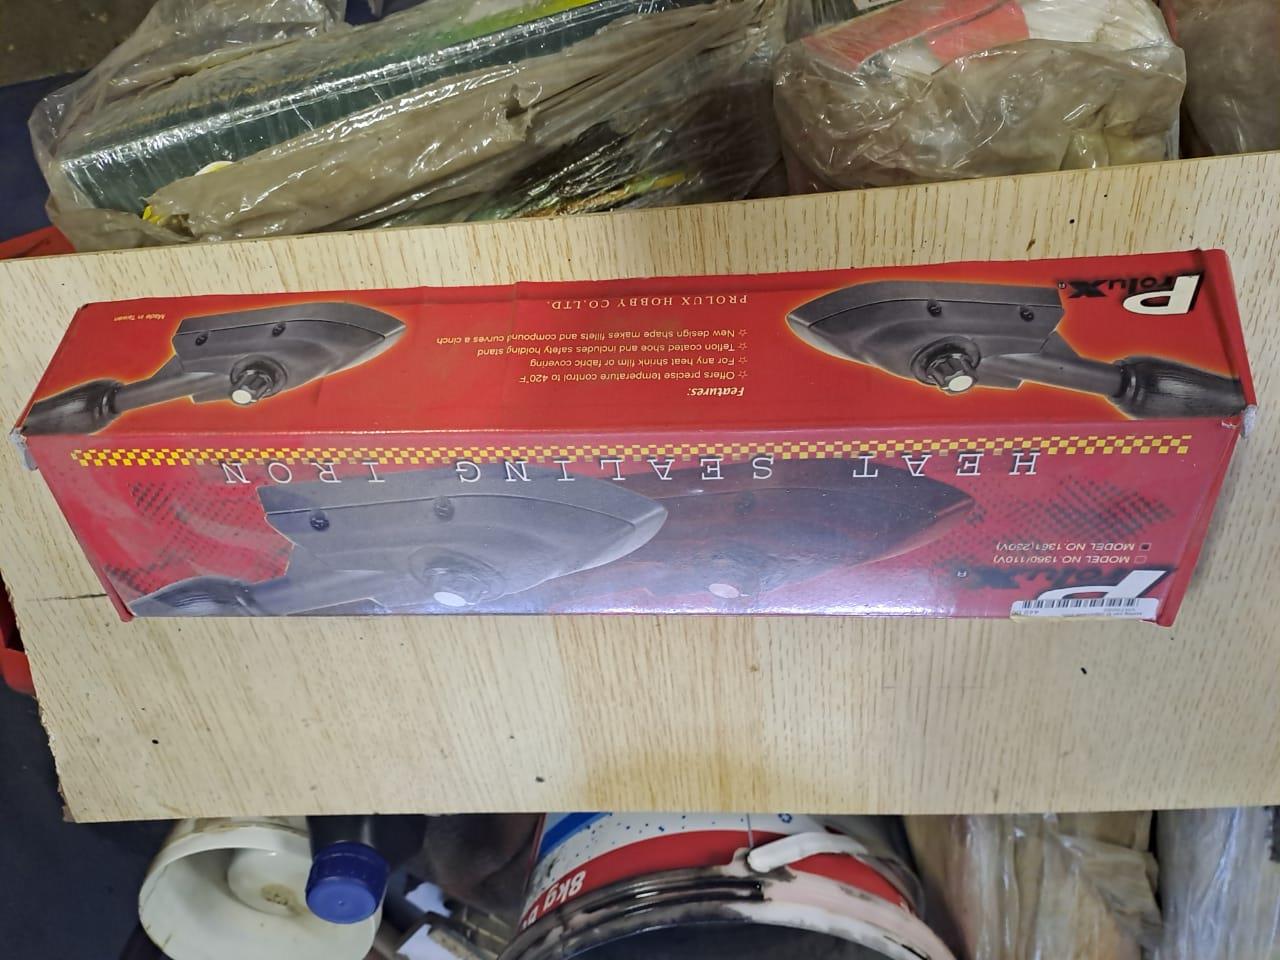 Prolux®
PROLUX HOBBY CO.LTD.
Features:
☆ Offers precise temperature control to 420°F
☆ For any heat shrink film or fabric covering
☆ Teflon coated shoe and includes safety holding stand
☆ New design shape makes fillets and compound curves a cinch
Made in Taiwan
HEAT SEALING IRON
□ MODEL NO. 1360(110V)
■ MODEL NO. 1361(230V)
8kg